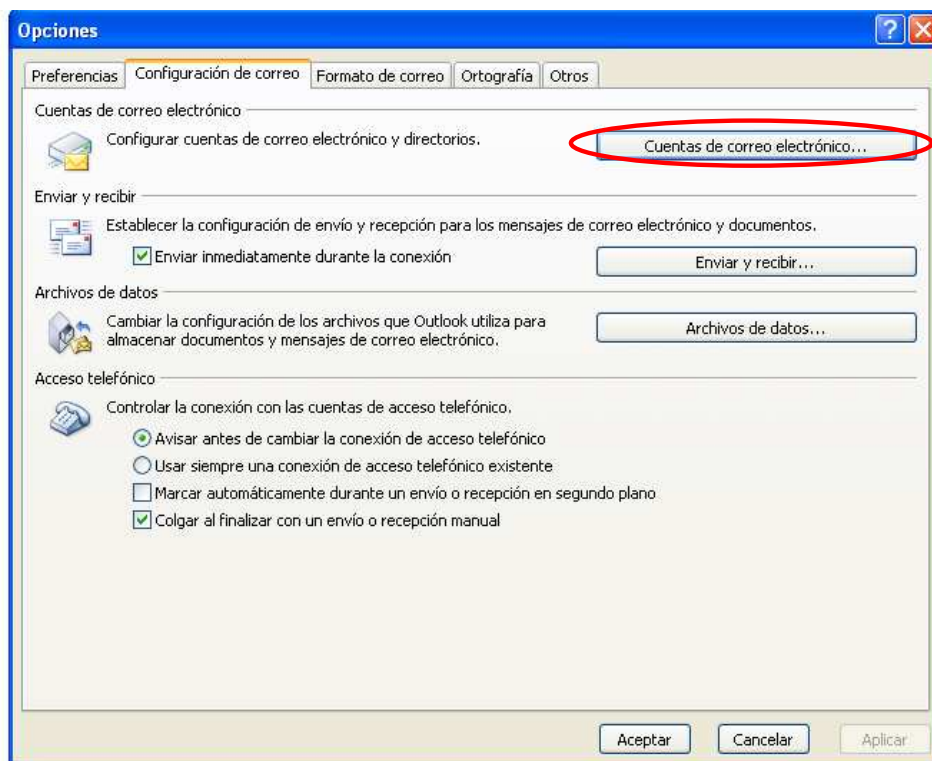 Opciones
Preferencias Configuración de correo Formato de correo Ortografía Otros
Cuentas de correo electrónico
Configurar cuentas de correo electrónico y directorios.
Cuentas de correo electrónico...
Enviar y recibir
Establecer la configuración de envío y recepción para los mensajes de correo electrónico y documentos.
Enviar inmediatamente durante la conexión
Enviar y recibir...
Archivos de datos
Cambiar la configuración de los archivos que Outlook utiliza para
almacenar documentos y mensajes de correo electrónico.
Archivos de datos...
Acceso telefónico
Controlar la conexión con las cuentas de acceso telefónico.
Avisar antes de cambiar la conexión de acceso telefónico
Usar siempre una conexión de acceso telefónico existente
Marcar automáticamente durante un envío o recepción en segundo plano
Colgar al finalizar con un envío o recepción manual
Aceptar Cancelar Aplicar